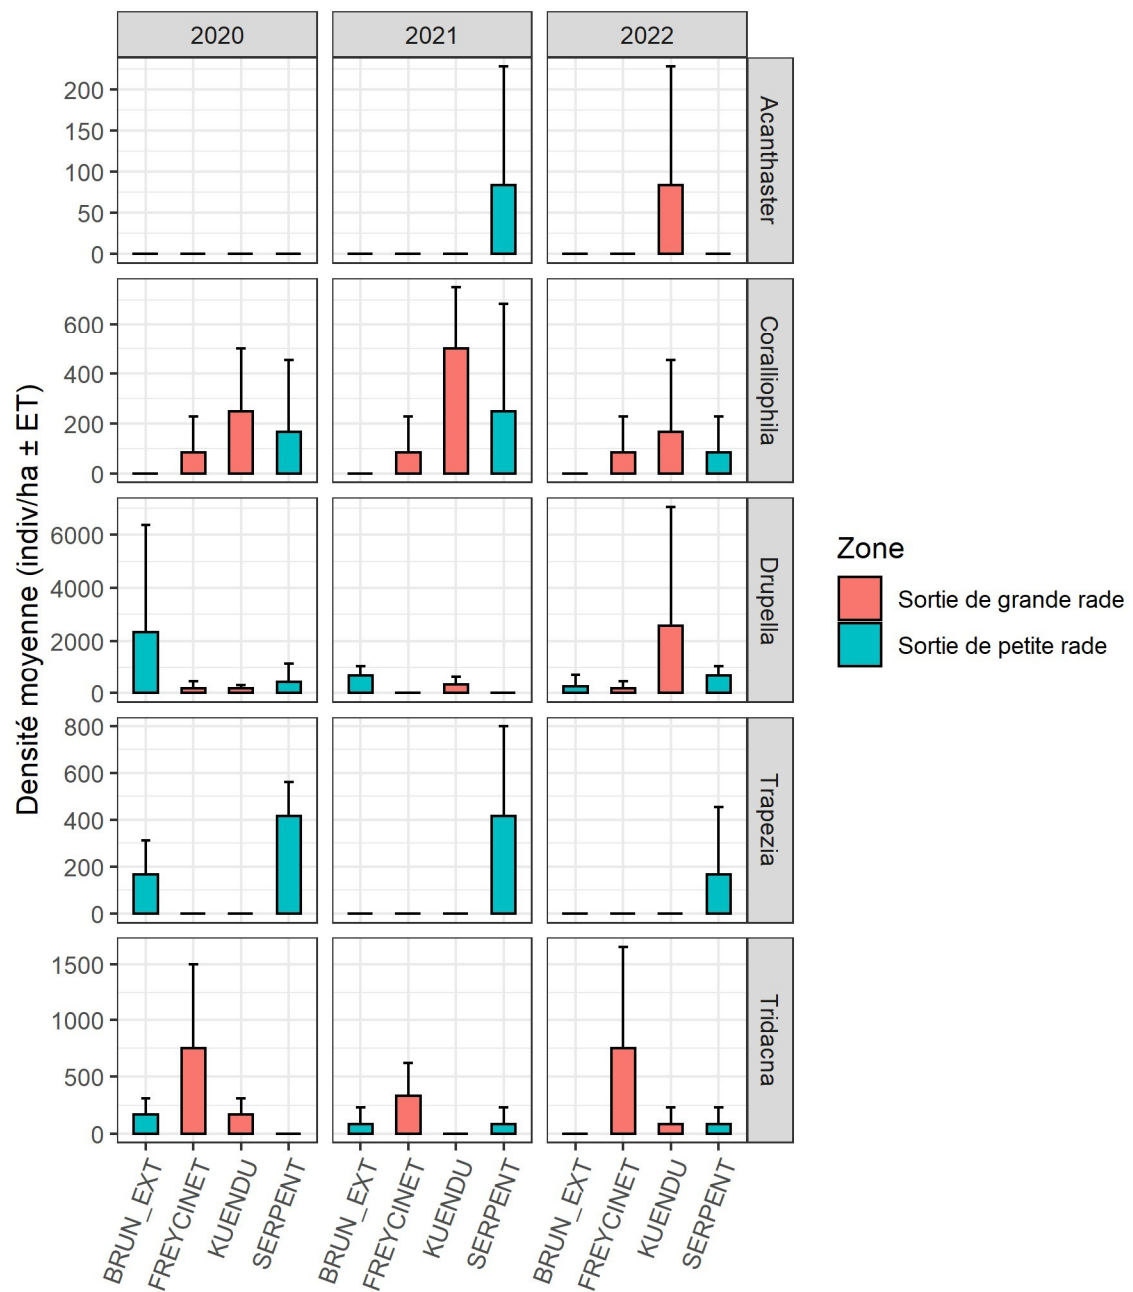 2020
2021
2022
Densité moyenne (indiv/ha ± ET)
200
150
100
50
0
Acanthaster
600
400
200
0
Coralliophila
6000
4000
2000
0
Drupella
800
600
400
200
0
Trapezia
1500
1000
500
0
Tridacna
BRUN_EXT
FREYCINET
KUENDU
SERPENT
BRUN_EXT
FREYCINET
KUENDU
SERPENT
BRUN_EXT
FREYCINET
KUENDU
SERPENT
Zone
Sortie de grande rade
Sortie de petite rade